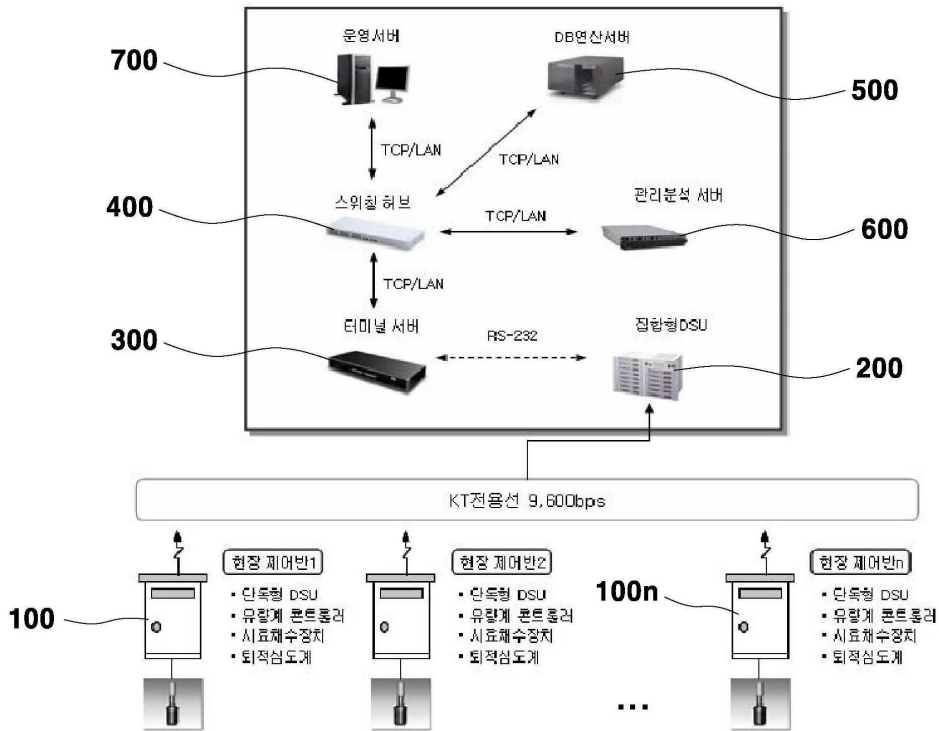 운영서버
DB연산서버
700
500
TCP/LAN
TCP/LAN
스위칭 허브
관리분석 서버
400
TCP/LAN
600
TCP/LAN
터미널 서버
집합형DSU
300
RS-232
200
KT전용선 9,600bps
현장 제어반1
• 단독형 DSU
• 유량계 콘트롤러
• 시료채수장치
• 퇴적심도계
100
현장 제어반2
• 단독형 DSU
• 유량계 콘트롤러
• 시료채수장치
• 퇴적심도계
...
현장 제어반n
• 단독형 DSU
• 유량계 콘트롤러
• 시료채수장치
• 퇴적심도계
100n